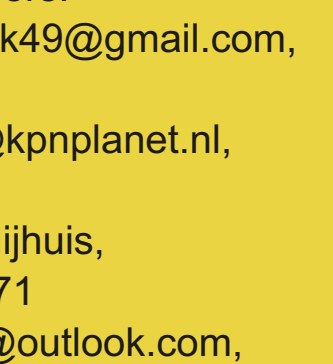 k49@gmail.com,
@kpnplanet.nl,
ijhuis,
71
@outlook.com,